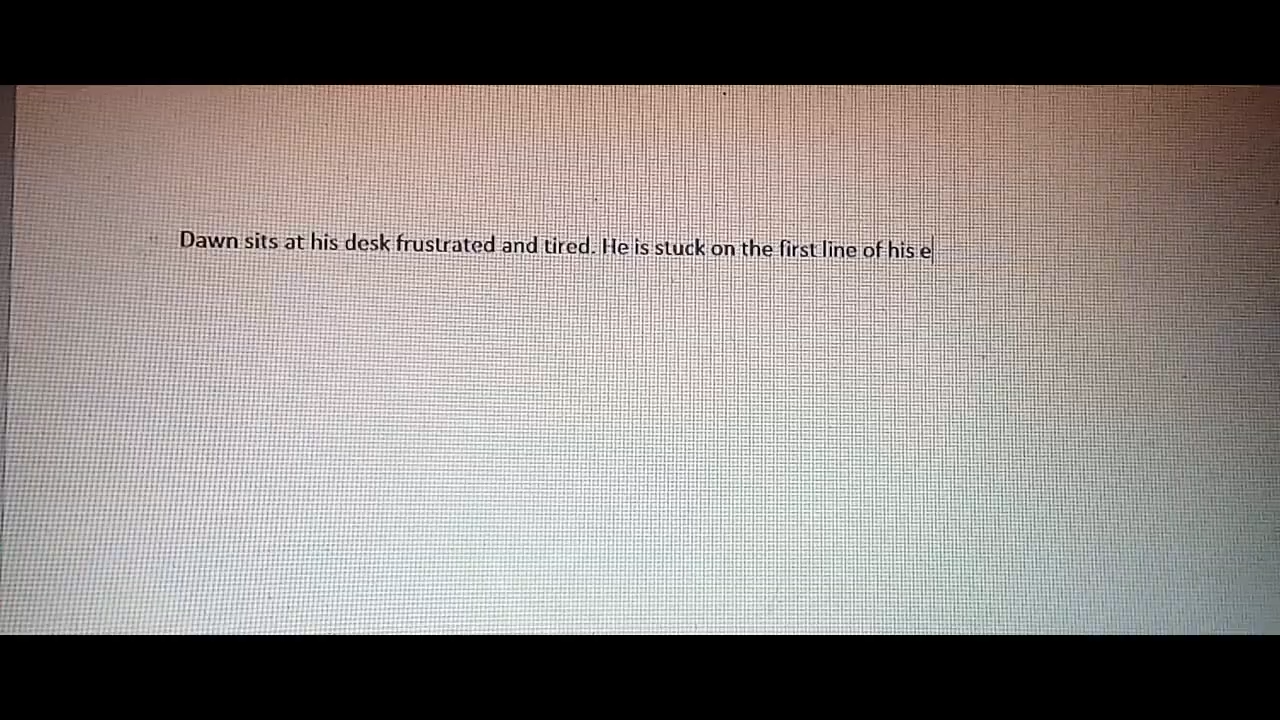 Dawn sits at his desk frustrated and tired. He is stuck on the first line of his e